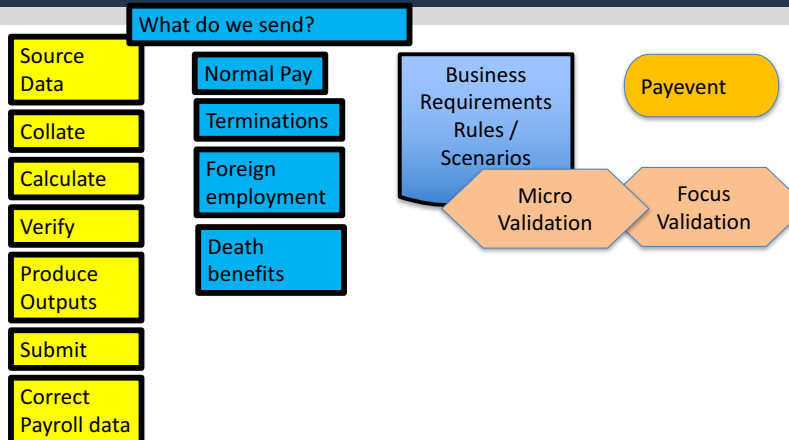 What do we send?
Source
Data
Collate
Calculate
Verify
Produce
Outputs
Submit
Correct
Payroll data
Normal Pay
Terminations
Foreign
employment
Death
benefits
Business
Requirements
Rules /
Scenarios
Micro
Validation
Payevent
Focus
Validation